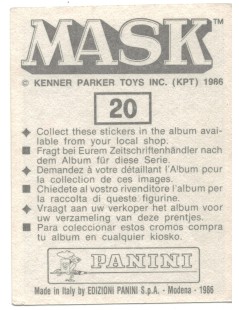 MASK™
© KENNER PARKER TOYS INC. (KPT) 1986
20
Collect these stickers in the album avai-
lable from your local shop.
Fragt bei Eurem Zeitschriftenhändler nach
dem Album für diese Serie.
Demandez à votre détaillant l'Album pour
la collection de ces images.
Chiedete al vostro rivenditore l'album per
la raccolta di queste figurine.
Vraagt aan uw verkoper het album voor
uw verzameling van deze prentjes.
Para coleccionar estos cromos compra
tu album en cualquier kiosko.
PANINI
Made in Italy by EDIZIONI PANINI S.p.A. - Modena - 1986